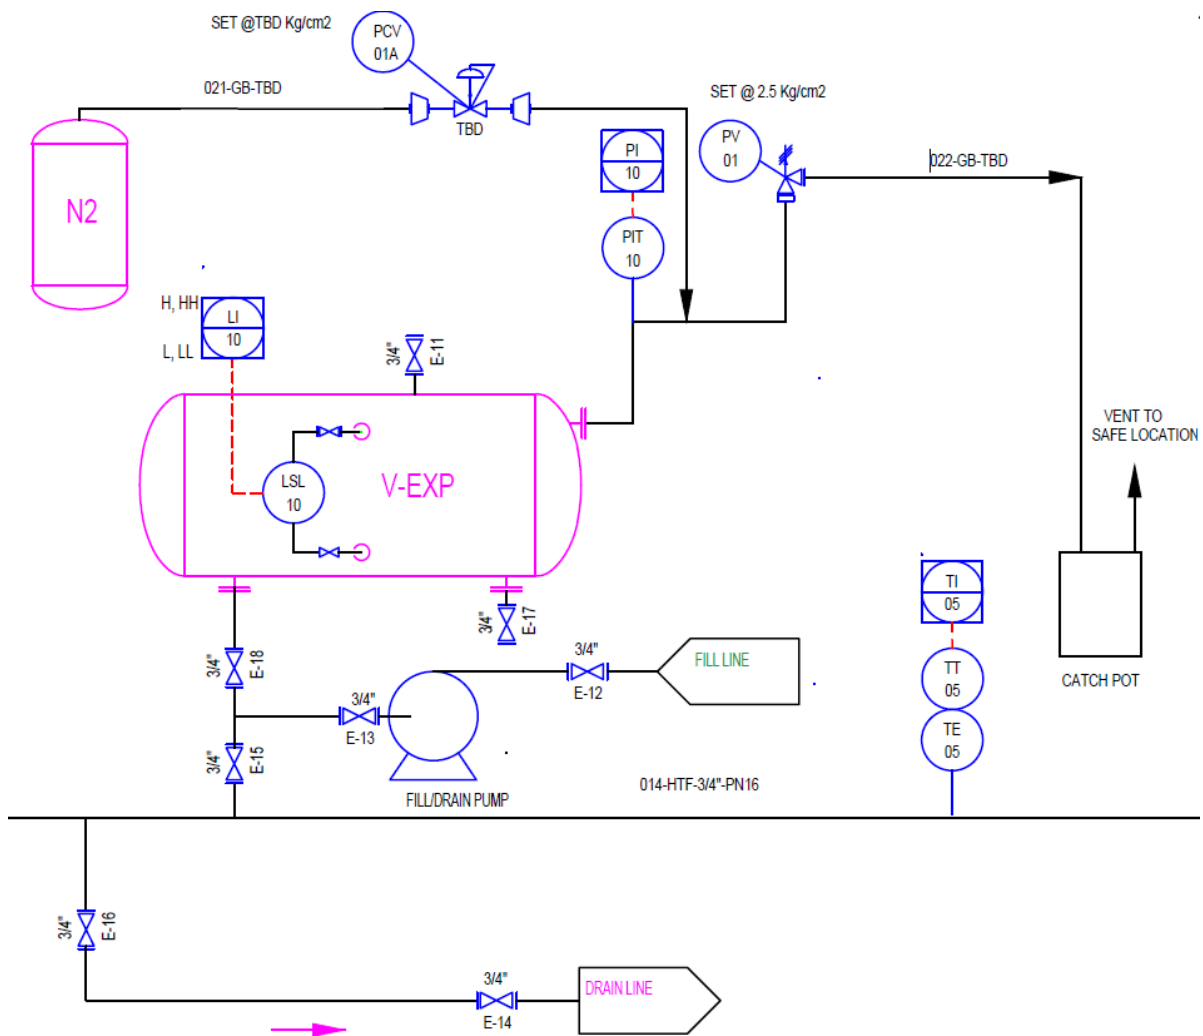 SET @TBD Kg/cm2
PCV
01A
021-GB-TBD
TBD
SET @ 2.5 Kg/cm2
PV
01
022-GB-TBD
PI
10
PIT
10
N2
H, HH
L, LL
LI
10
3/4"
E-11
LSL
10
V-EXP
VENT TO
SAFE LOCATION
CATCH POT
3/4"
E-17
3/4"
E-18
3/4"
E-12
FILL LINE
3/4"
E-13
3/4"
E-15
FILL/DRAIN PUMP
TI
05
TT
05
TE
05
014-HTF-3/4"-PN16
3/4"
E-16
3/4"
E-14
DRAIN LINE